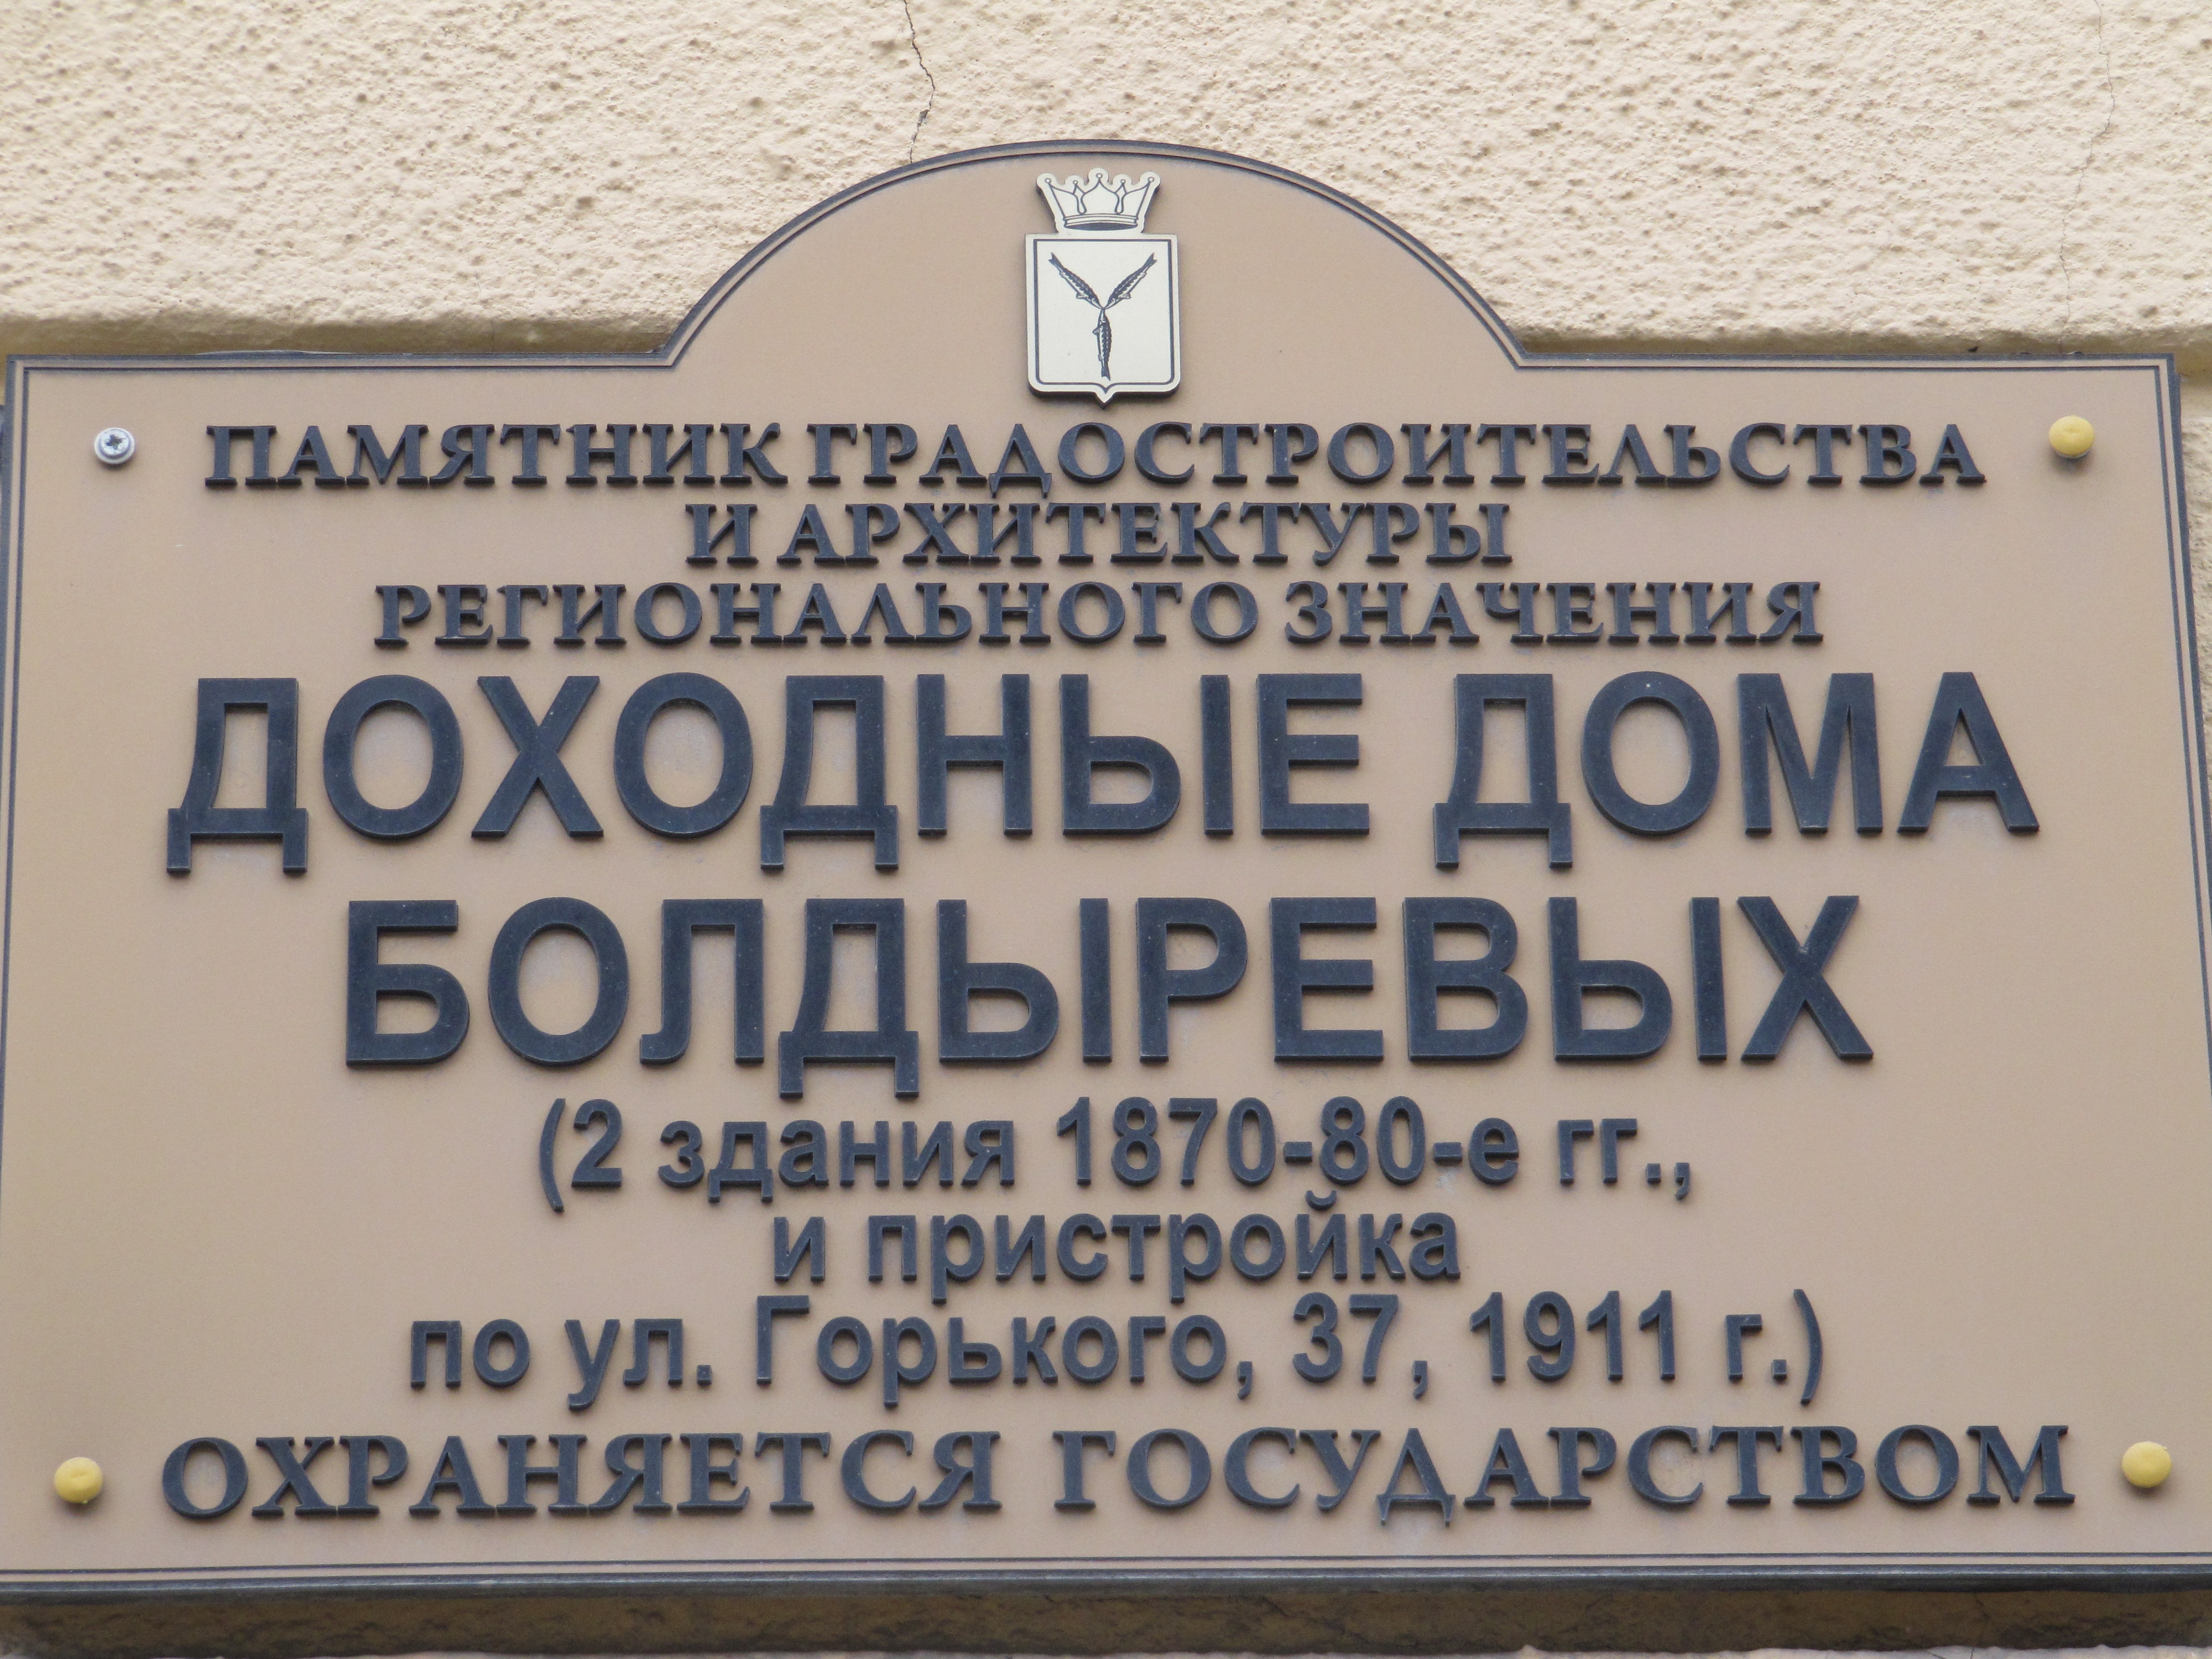 ПАМЯТНИК ГРАДОСТРОИТЕЛЬСТВА
И АРХИТЕКТУРЫ
РЕГИОНАЛЬНОГО ЗНАЧЕНИЯ
ДОХОДНЫЕ ДОМА
БОЛДЫРЕВЫХ
(2 здания 1870-80-е гг.,
и пристройка
по ул. Горького, 37, 1911 г.)
ОХРАНЯЕТСЯ ГОСУДАРСТВОМ